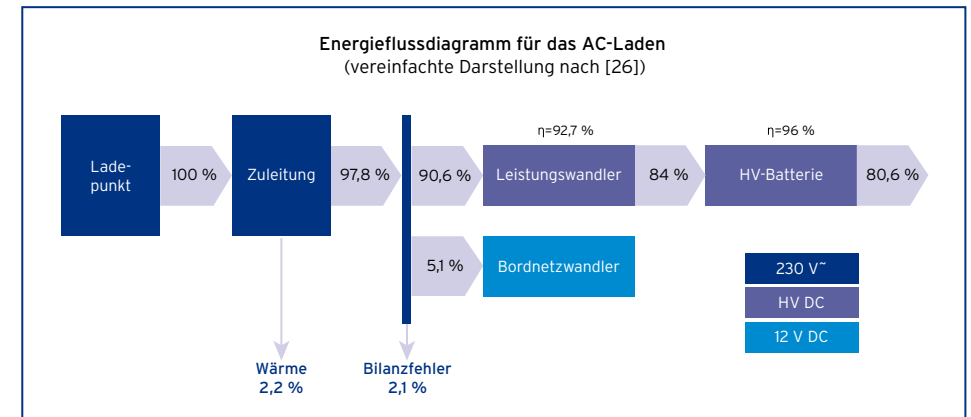 Energieflussdiagramm für das AC-Laden
(vereinfachte Darstellung nach [26])
η=92,7 %
η=96 %
Lade-
punkt
100 %
Zuleitung
97,8 %
90,6 %
Leistungswandler
84 %
HV-Batterie
80,6 %
5,1 %
Bordnetzwandler
230 V~
HV DC
12 V DC
Wärme
2,2 %
Bilanzfehler
2,1 %